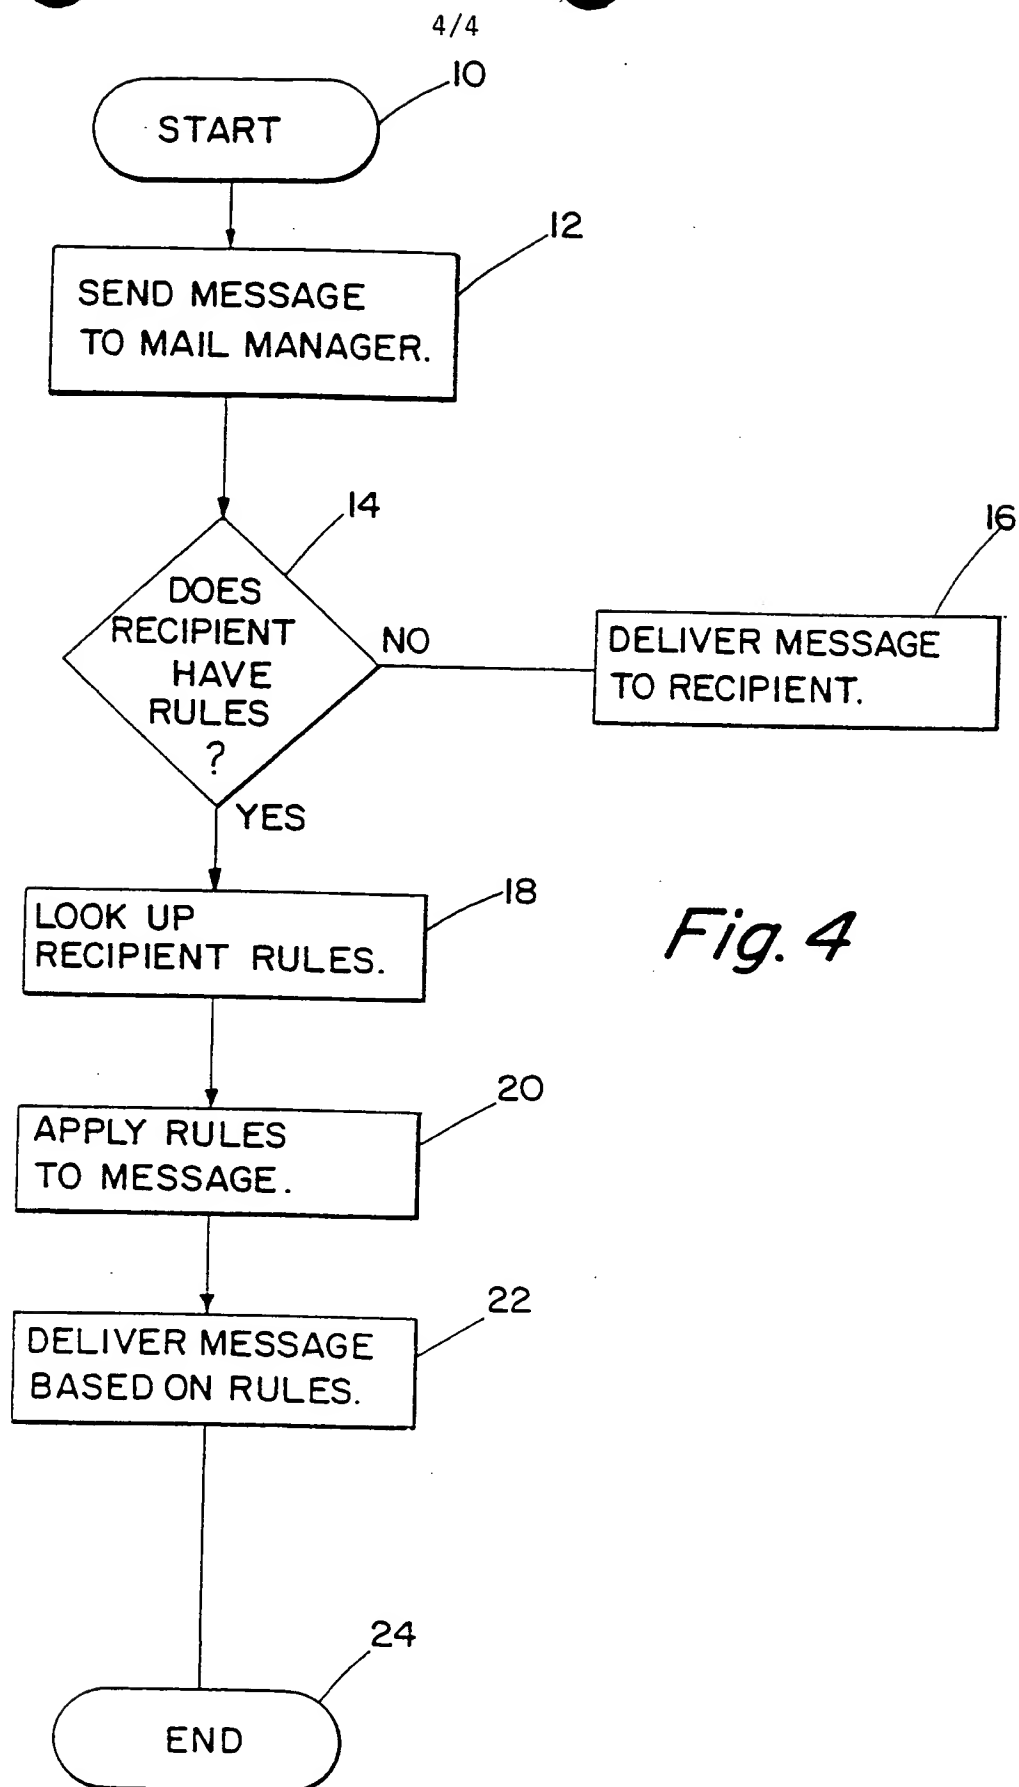 4/4
10
START
12
SEND MESSAGE
TO MAIL MANAGER.
14
16
DOES
RECIPIENT
HAVE
RULES
?
NO
DELIVER MESSAGE
TO RECIPIENT.
YES
18
LOOK UP
RECIPIENT RULES.
Fig. 4
20
APPLY RULES
TO MESSAGE.
22
DELIVER MESSAGE
BASED ON RULES.
24
END